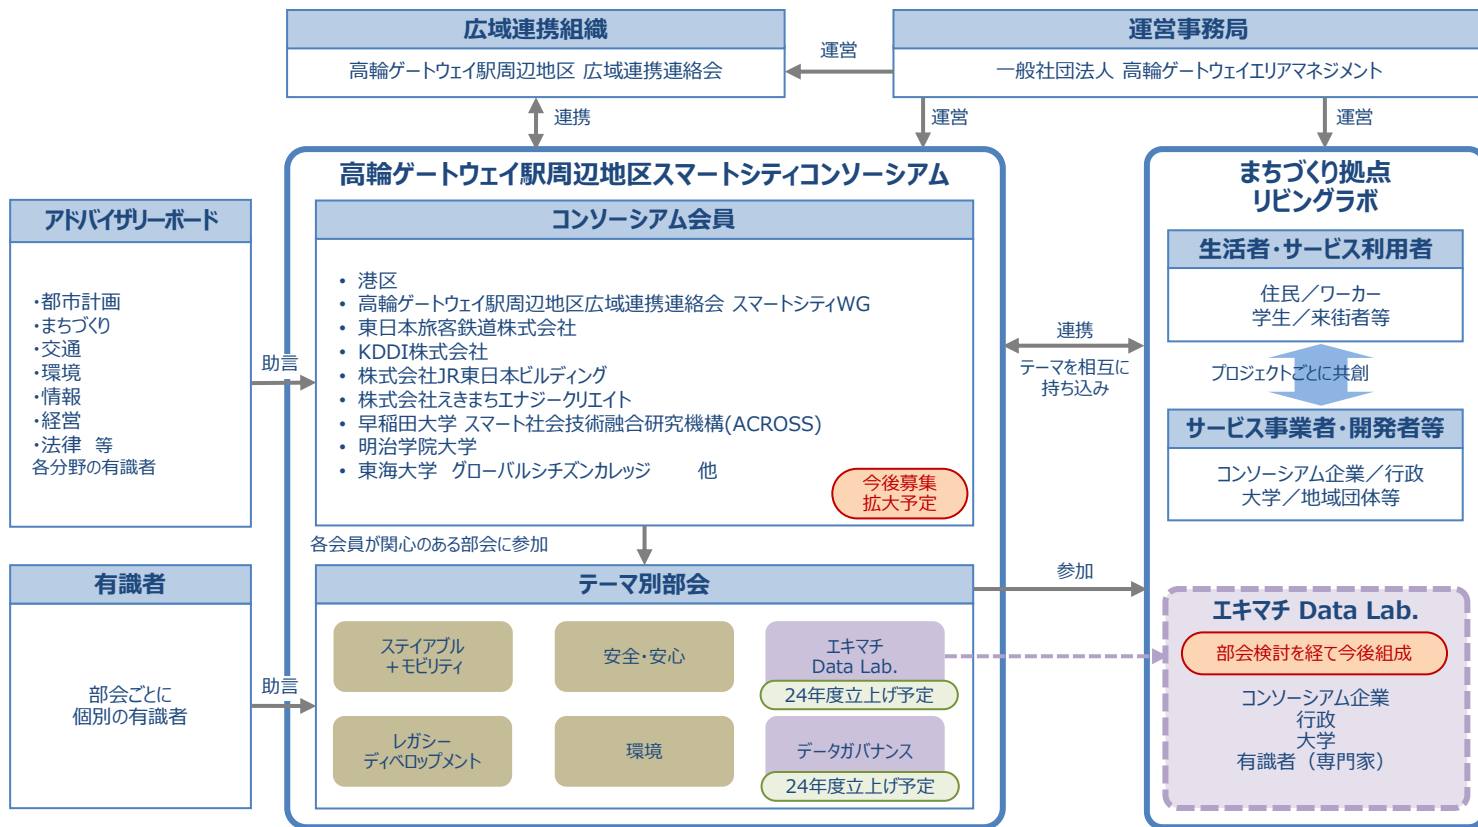 広域連携組織
高輪ゲートウェイ駅周辺地区 広域連携連絡会
運営
運営事務局
一般社団法人 高輪ゲートウェイエリアマネジメント
連携
運営
運営
高輪ゲートウェイ駅周辺地区スマートシティコンソーシアム
アドバイザリーボード
・都市計画
・まちづくり
・交通
・環境
・情報
・経営
・法律 等
各分野の有識者
助言
コンソーシアム会員
• 港区
• 高輪ゲートウェイ駅周辺地区広域連携連絡会 スマートシティWG
• 東日本旅客鉄道株式会社
• KDDI株式会社
• 株式会社JR東日本ビルディング
• 株式会社えきまちエナジークリエイト
• 早稲田大学 スマート社会技術融合研究機構(ACROSS)
• 明治学院大学
• 東海大学 グローバルシチズンカレッジ 他
今後募集
拡大予定
各会員が関心のある部会に参加
有識者
部会ごとに
個別の有識者
助言
テーマ別部会
ステイアブル
＋モビリティ
安全・安心
エキマチ
Data Lab.
24年度立上げ予定
レガシー
ディベロップメント
環境
データガバナンス
24年度立上げ予定
連携
テーマを相互に
持ち込み
参加
まちづくり拠点
リビングラボ
生活者・サービス利用者
住民／ワーカー
学生／来街者等
プロジェクトごとに共創
サービス事業者・開発者等
コンソーシアム企業／行政
大学／地域団体等
エキマチ Data Lab.
部会検討を経て今後組成
コンソーシアム企業
行政
大学
有識者（専門家）